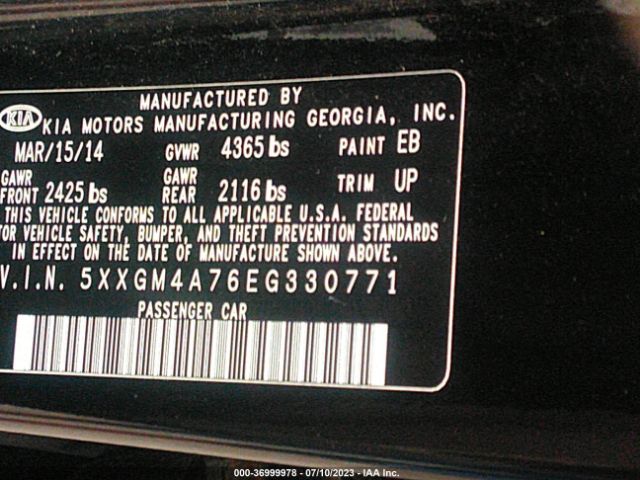 MANUFACTURED BY
KIA KIA MOTORS MANUFACTURING GEORGIA, INC.
MAR/15/14 GVWR 4365 lbs PAINT EB
GAWR FRONT 2425 lbs GAWR REAR 2116 lbs TRIM UP
THIS VEHICLE CONFORMS TO ALL APPLICABLE U.S.A. FEDERAL
TOR VEHICLE SAFETY, BUMPER, AND THEFT PREVENTION STANDARDS
IN EFFECT ON THE DATE OF MANUFACTURE SHOWN ABOVE.
V.I.N. 5XXGM4A76EG330771
PASSENGER CAR
000-36999978 - 07/10/2023 - IAA Inc.